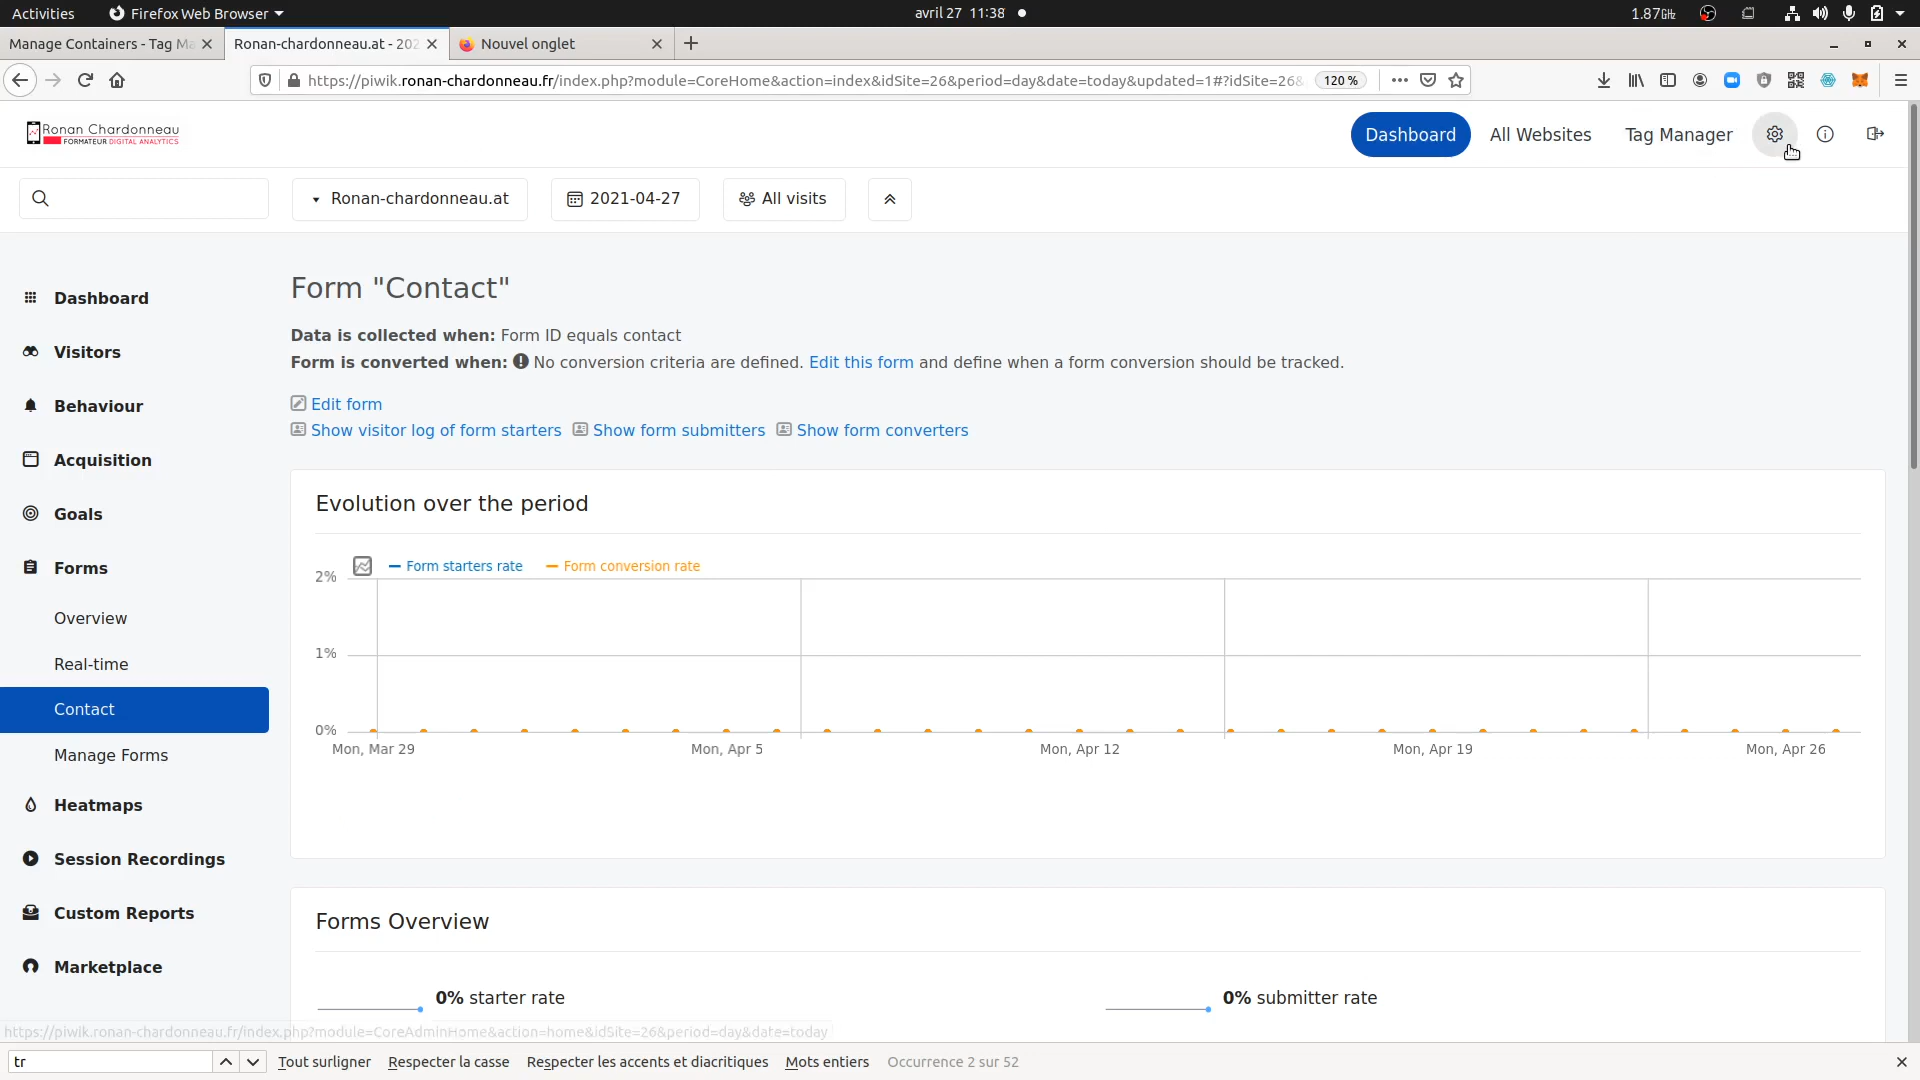 Activities
Firefox Web Browser
avril 27 11:38
1.87GHz
Manage Containers - Tag Ma
Ronan-chardonneau.at - 202
Nouvel onglet
https://piwik.ronan-chardonneau.fr/index.php?module=CoreHome&action=index&idSite=26&period=day&date=today&updated=1#?idSite=26&
120 %
Ronan Chardonneau
FORMATEUR DIGITAL ANALYTICS
Dashboard
All Websites
Tag Manager
Ronan-chardonneau.at
2021-04-27
All visits
Dashboard
Visitors
Behaviour
Acquisition
Goals
Forms
Overview
Real-time
Contact
Manage Forms
Heatmaps
Session Recordings
Custom Reports
Marketplace
Form "Contact"
Data is collected when: Form ID equals contact
Form is converted when: No conversion criteria are defined. Edit this form and define when a form conversion should be tracked.
Edit form
Show visitor log of form starters
Show form submitters
Show form converters
Evolution over the period
Form starters rate
Form conversion rate
2%
1%
0%
Mon, Mar 29
Mon, Apr 5
Mon, Apr 12
Mon, Apr 19
Mon, Apr 26
Forms Overview
0% starter rate
0% submitter rate
https://piwik.ronan-chardonneau.fr/index.php?module=CoreAdminHome&action=home&idSite=26&period=day&date=today
tr
Tout surligner
Respecter la casse
Respecter les accents et diacritiques
Mots entiers
Occurrence 2 sur 52